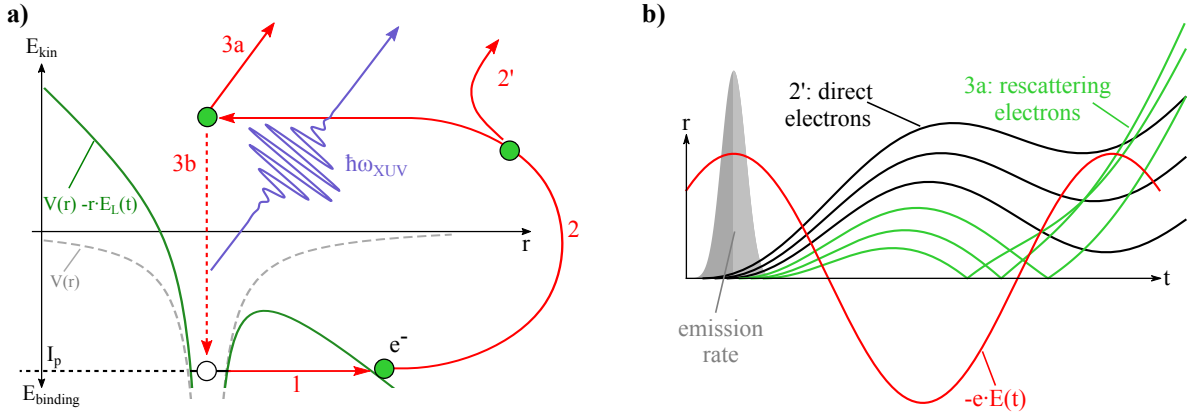 a)
E_kin
3a
2'
3b
ħω_XUV
V(r) -r·E_L(t)
2
r
V(r)
e⁻
I_p
1
E_binding
b)
2': direct
electrons
3a: rescattering
electrons
r
t
emission
rate
-e·E(t)